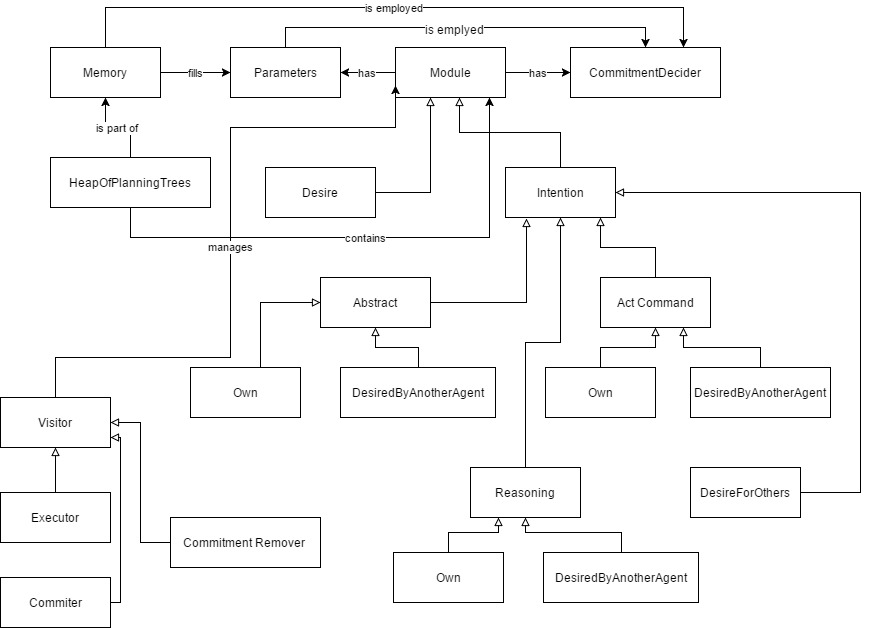 is employed
is emplyed
Memory
fills
Parameters
has
Module
has
CommitmentDecider
is part of
HeapOfPlanningTrees
Desire
Intention
contains
manages
Abstract
Act Command
Own
DesiredByAnotherAgent
Own
DesiredByAnotherAgent
Visitor
Reasoning
DesireForOthers
Executor
Commitment Remover
Own
DesiredByAnotherAgent
Commiter